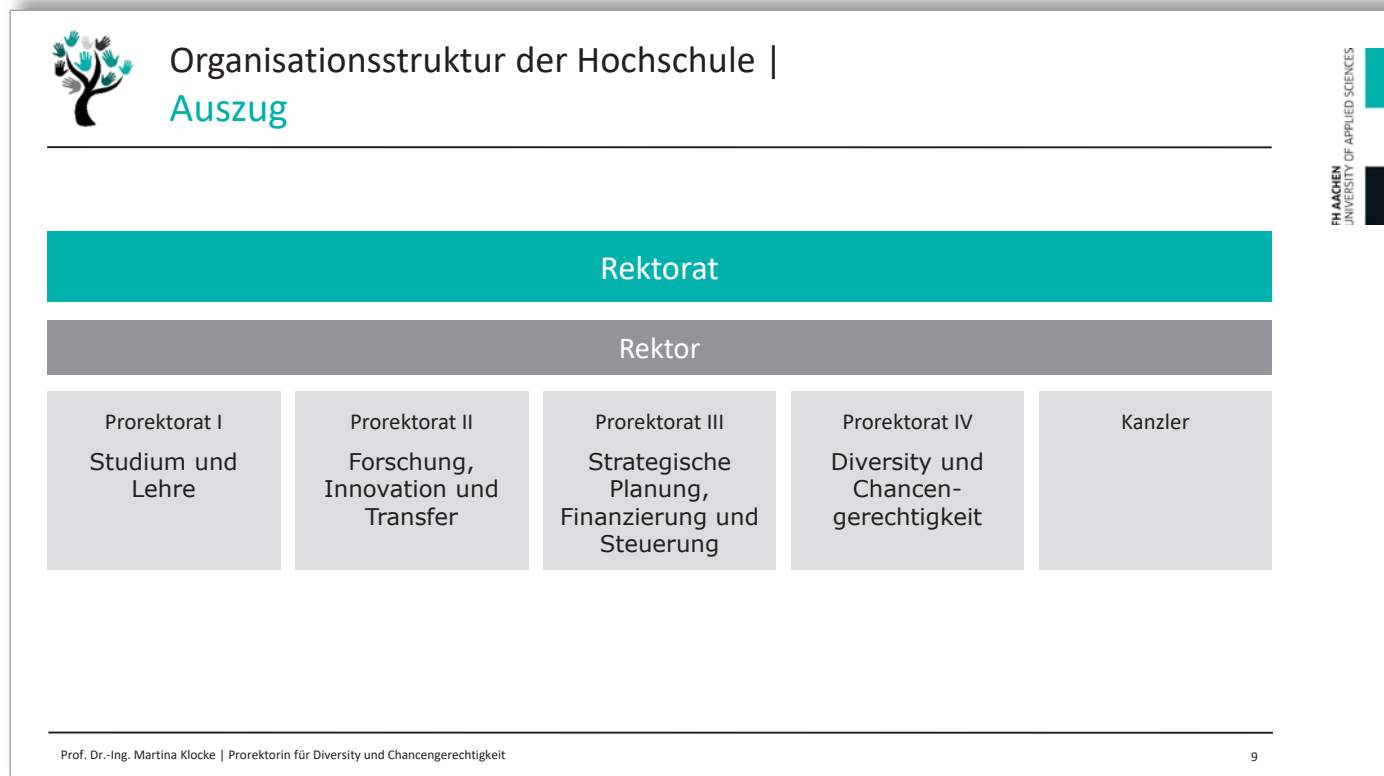 Organisationsstruktur der Hochschule |
Auszug
FH AACHEN
UNIVERSITY OF APPLIED SCIENCES
Rektorat
Rektor
Prorektorat I
Studium und
Lehre
Prorektorat II
Forschung,
Innovation und
Transfer
Prorektorat III
Strategische
Planung,
Finanzierung und
Steuerung
Prorektorat IV
Diversity und
Chancen-
gerechtigkeit
Kanzler
Prof. Dr.-Ing. Martina Klocke | Prorektorin für Diversity und Chancengerechtigkeit
9